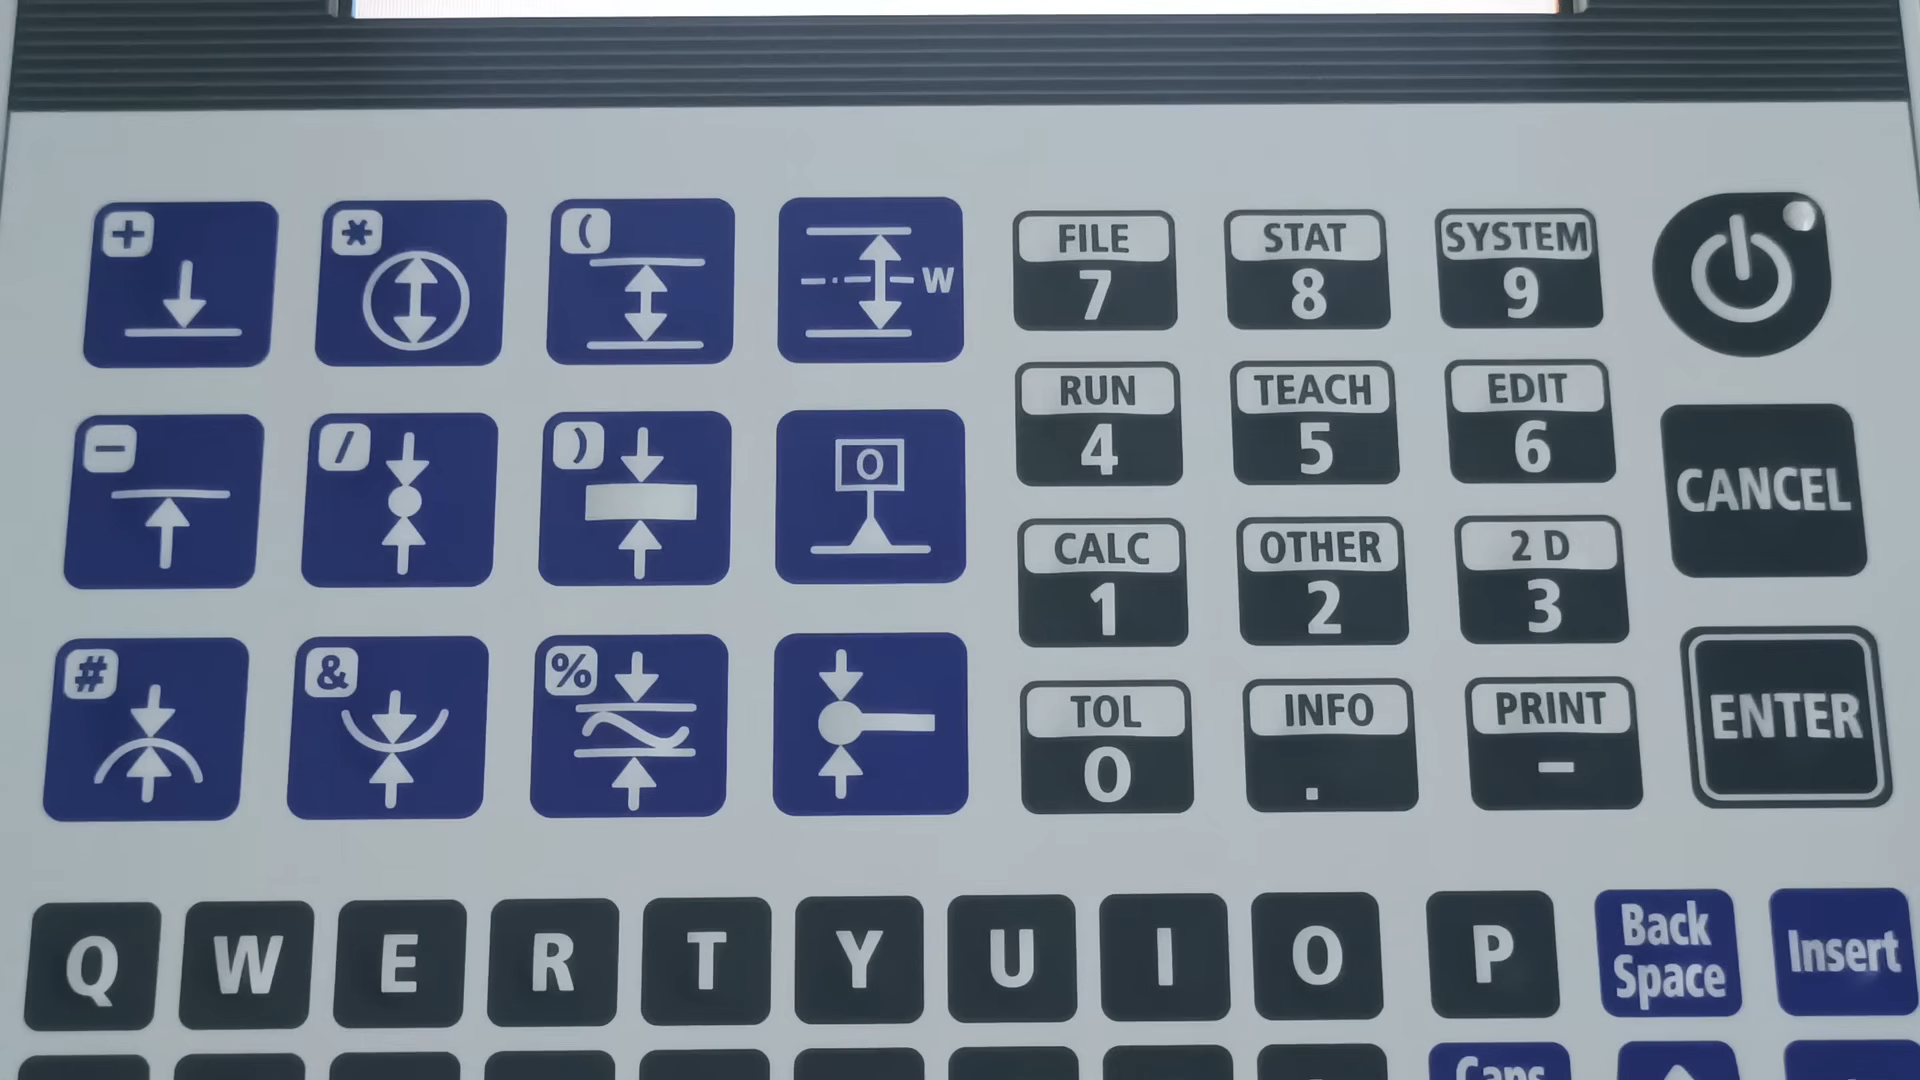 +
*
(
W
FILE
7
STAT
8
SYSTEM
9
-
/
)
0
RUN
4
TEACH
5
EDIT
6
CANCEL
CALC
1
OTHER
2
2 D
3
#
&
%
TOL
0
INFO
.
PRINT
-
ENTER
Q W E R T Y U I O P
Back
Space
Insert